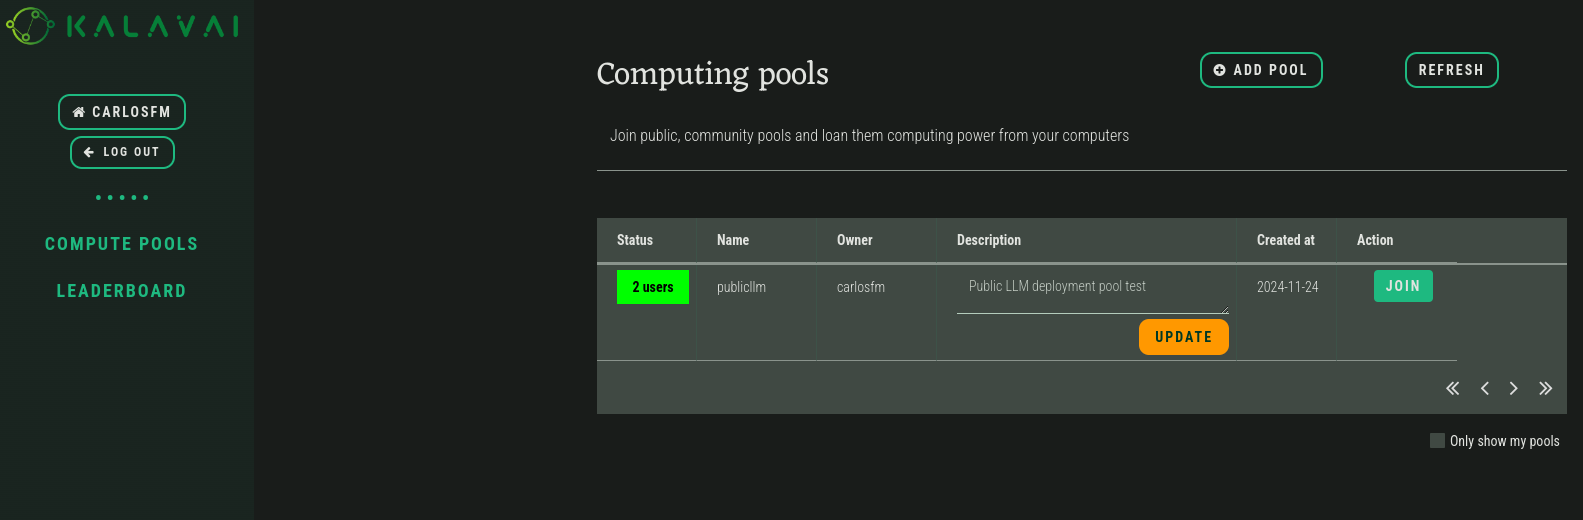 KALAVAI
CARLOSFM
LOG OUT
COMPUTE POOLS
LEADERBOARD
Computing pools
ADD POOL
REFRESH
Join public, community pools and loan them computing power from your computers
Status Name Owner Description Created at Action
2 users publicllm carlosfm Public LLM deployment pool test 2024-11-24 JOIN
UPDATE
Only show my pools